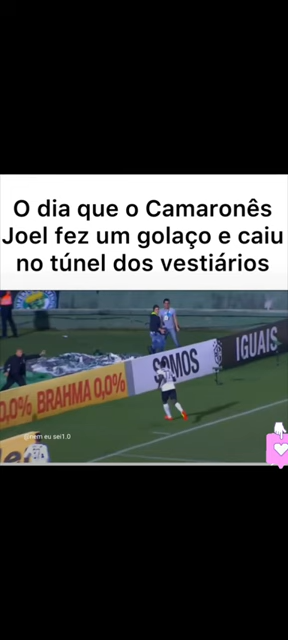 O dia que o Camaronês
Joel fez um golaço e caiu
no túnel dos vestiários
IGUAIS
SOMOS
0,0% BRAHMA 0,0%
@nem eu sei1.0